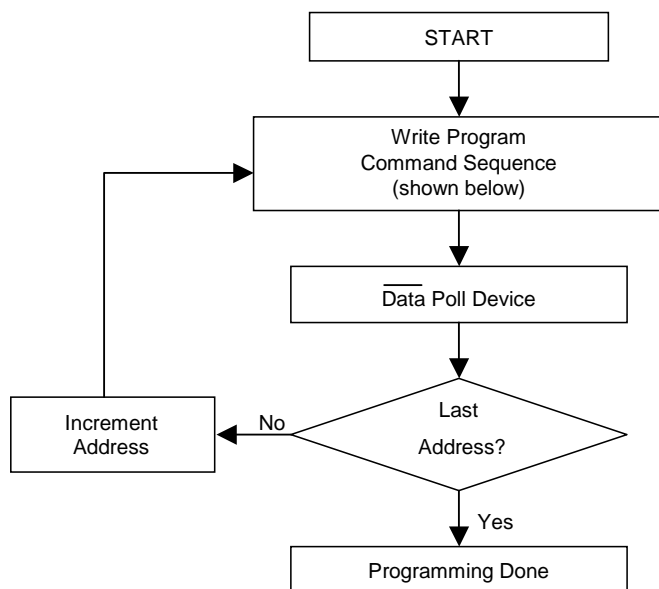 START
Write Program
Command Sequence
(shown below)
Data Poll Device
Increment
Address
No
Last
Address?
Yes
Programming Done